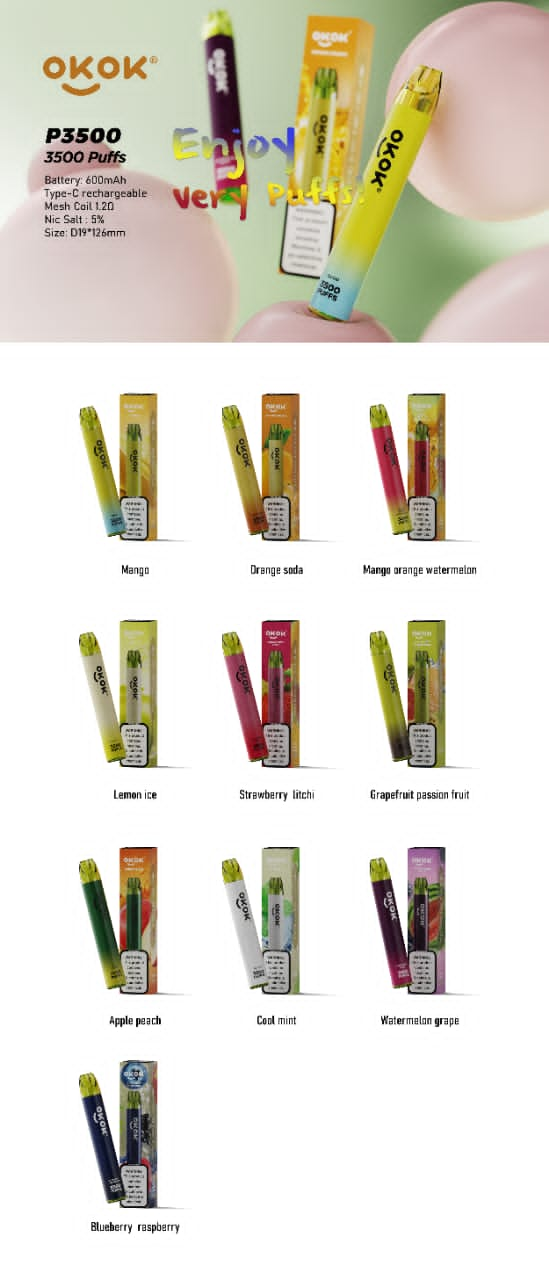 OKOK®
P3500
3500 Puffs
Battery: 600mAh
Type-C rechargeable
Mesh Coil 1.2Ω
Nic Salt : 5%
Size: D19*126mm
Enjoy
very Puffs!
OKOK
OKOK
OKOK
3500
PUFFS
Mango
Orange soda
Mango orange watermelon
Lemon ice
Strawberry litchi
Grapefruit passion fruit
Apple peach
Cool mint
Watermelon grape
Blueberry raspberry